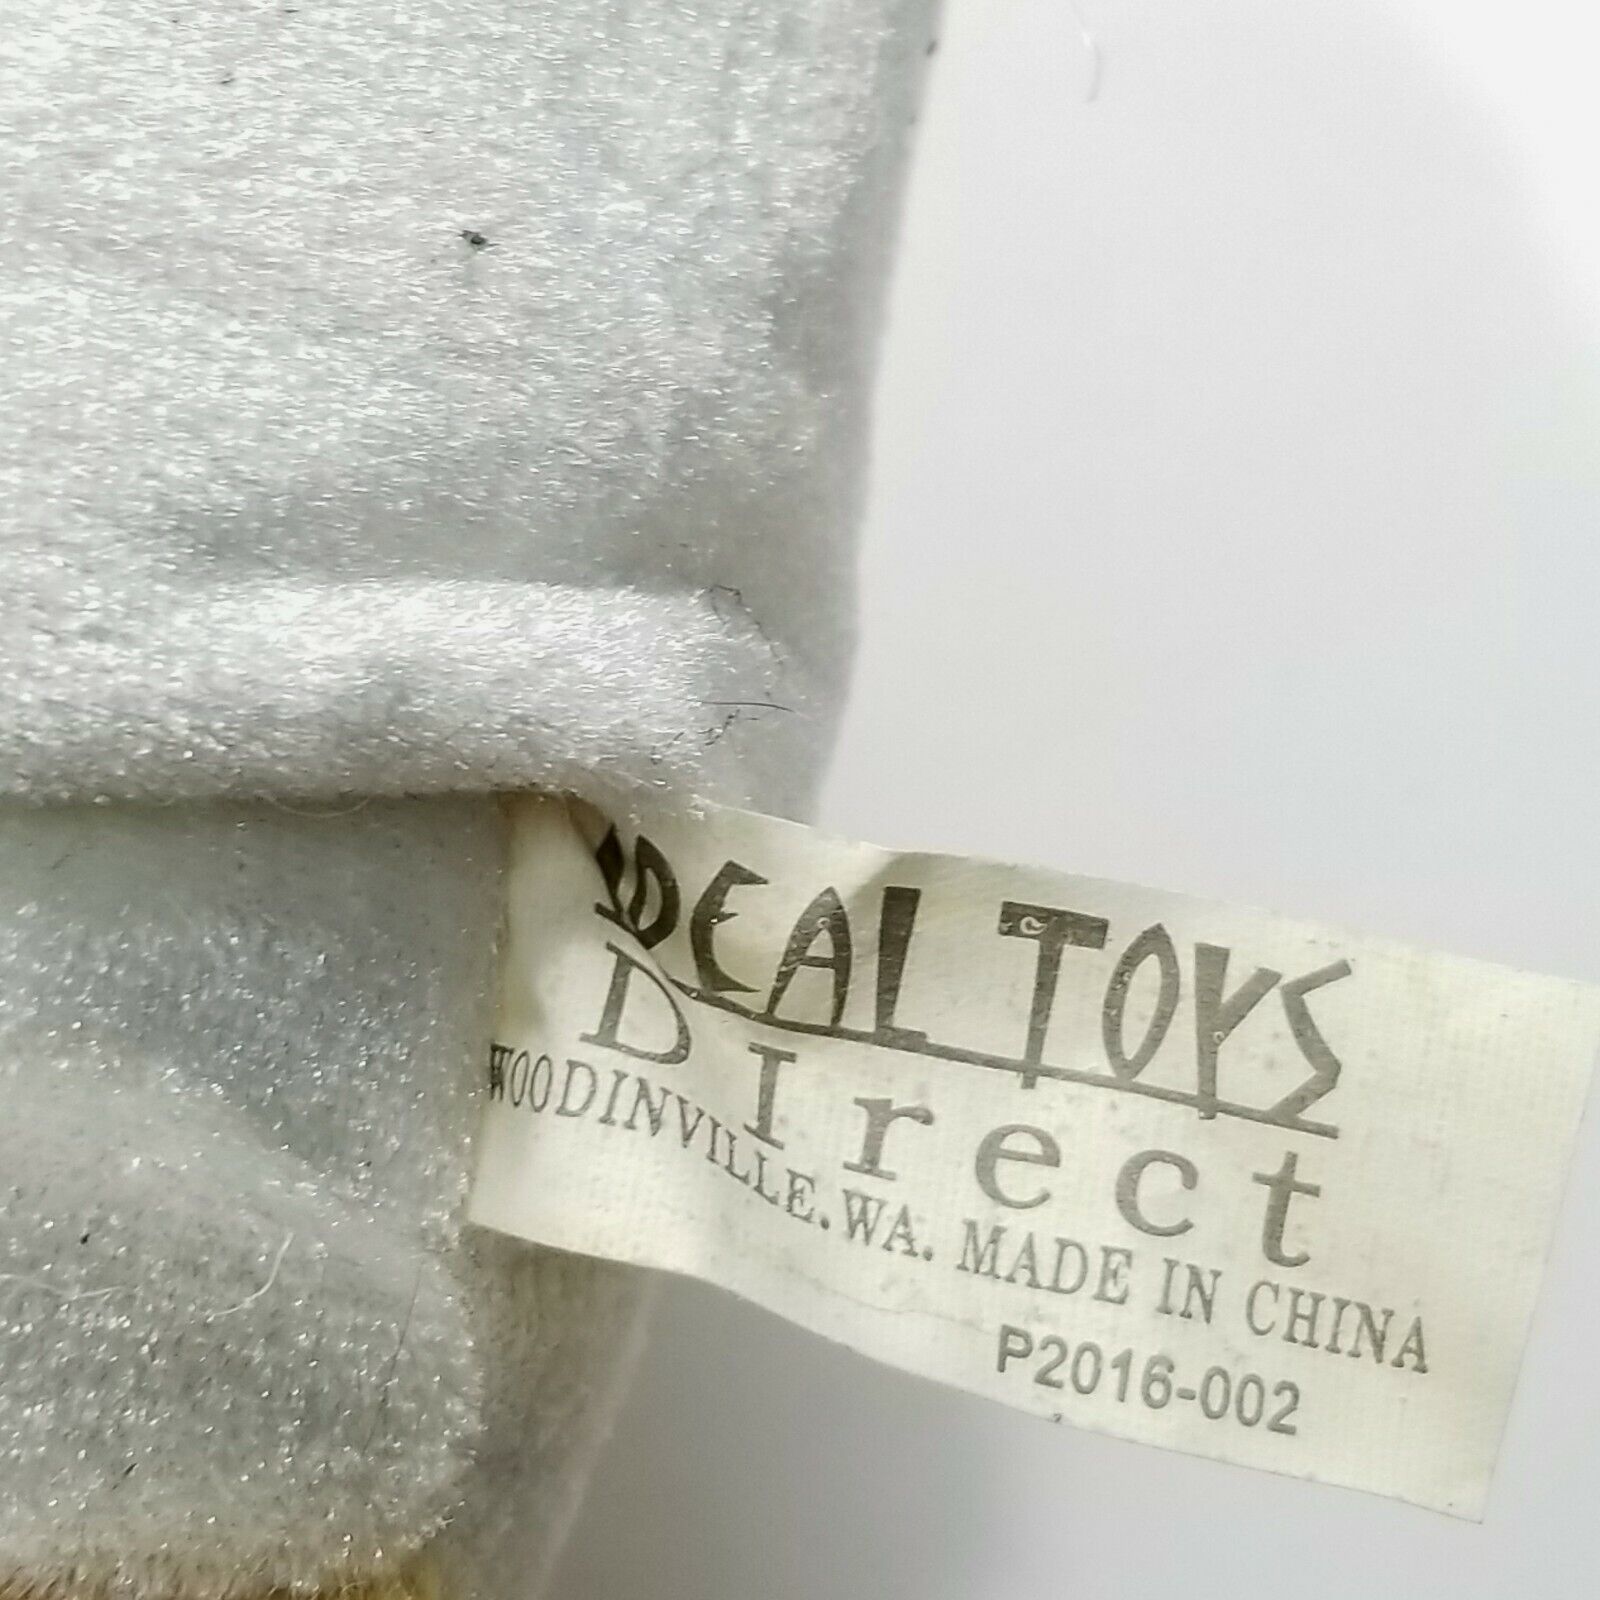 IDEAL TOYS
DIrect
WOODINVILLE. WA. MADE IN CHINA
P2016-002